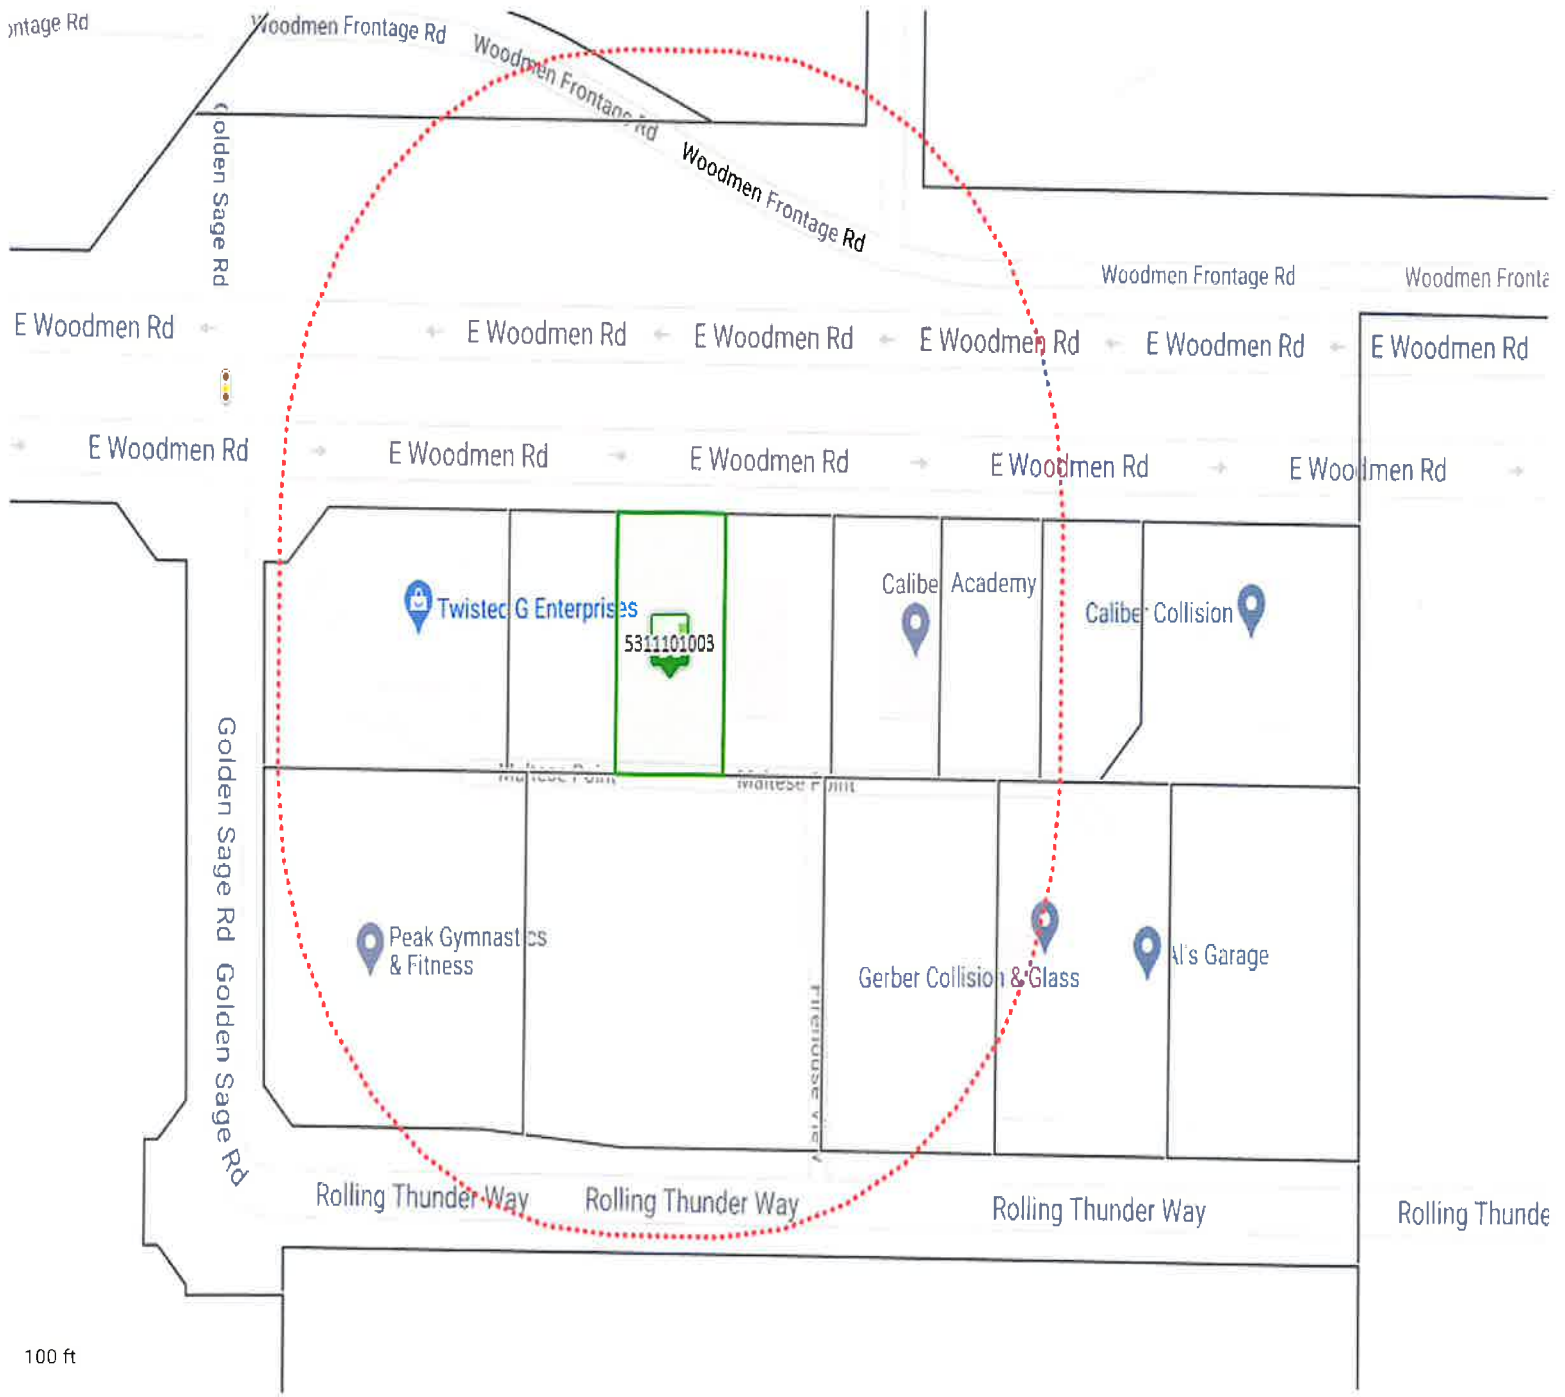 ontage Rd
Woodmen Frontage Rd
Woodmen Frontage Rd
Woodmen Frontage Rd
Golden Sage Rd
Woodmen Frontage Rd
Woodmen Fronta
E Woodmen Rd
E Woodmen Rd
E Woodmen Rd
E Woodmen Rd
E Woodmen Rd
E Woodmen Rd
E Woodmen Rd
E Woodmen Rd
E Woodmen Rd
E Woodmen Rd
E Woodmen Rd
Twisted G Enterprises
5311101003
Calibe Academy
Caliber Collision
Maltese Point
Maltese Point
Golden Sage Rd
Golden Sage Rd
Peak Gymnastics
& Fitness
Gerber Collision & Glass
Al's Garage
Firehouse View
Rolling Thunder Way
Rolling Thunder Way
Rolling Thunder Way
Rolling Thunde
100 ft